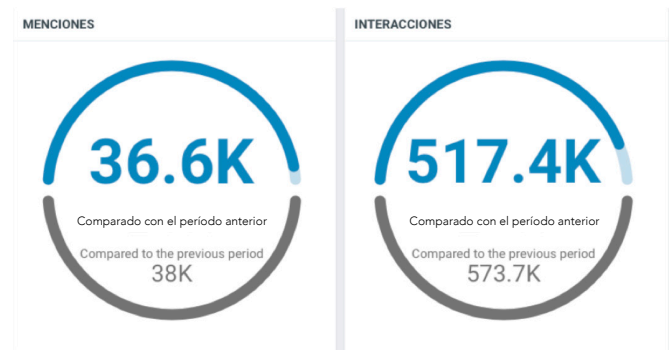 MENCIONES
36.6K
Comparado con el período anterior
Compared to the previous period
38K
INTERACCIONES
517.4K
Comparado con el período anterior
Compared to the previous period
573.7K